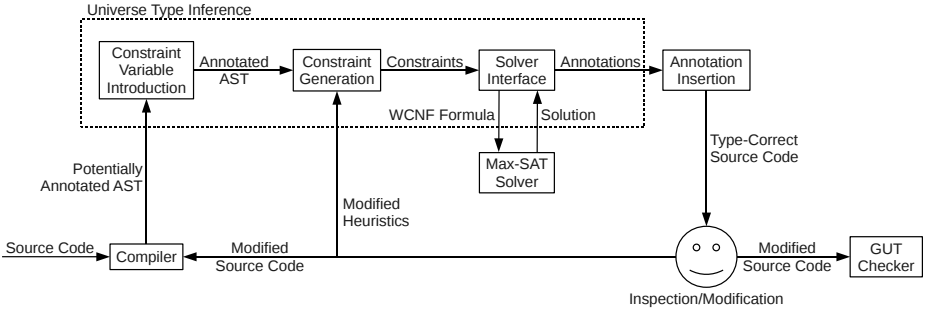 Universe Type Inference
Constraint
Variable
Introduction
Annotated
AST
Constraint
Generation
Constraints
Solver
Interface
Annotations
Annotation
Insertion
WCNF Formula
Solution
Max-SAT
Solver
Type-Correct
Source Code
Potentially
Annotated AST
Modified
Heuristics
Source Code
Compiler
Modified
Source Code
Modified
Source Code
GUT
Checker
Inspection/Modification